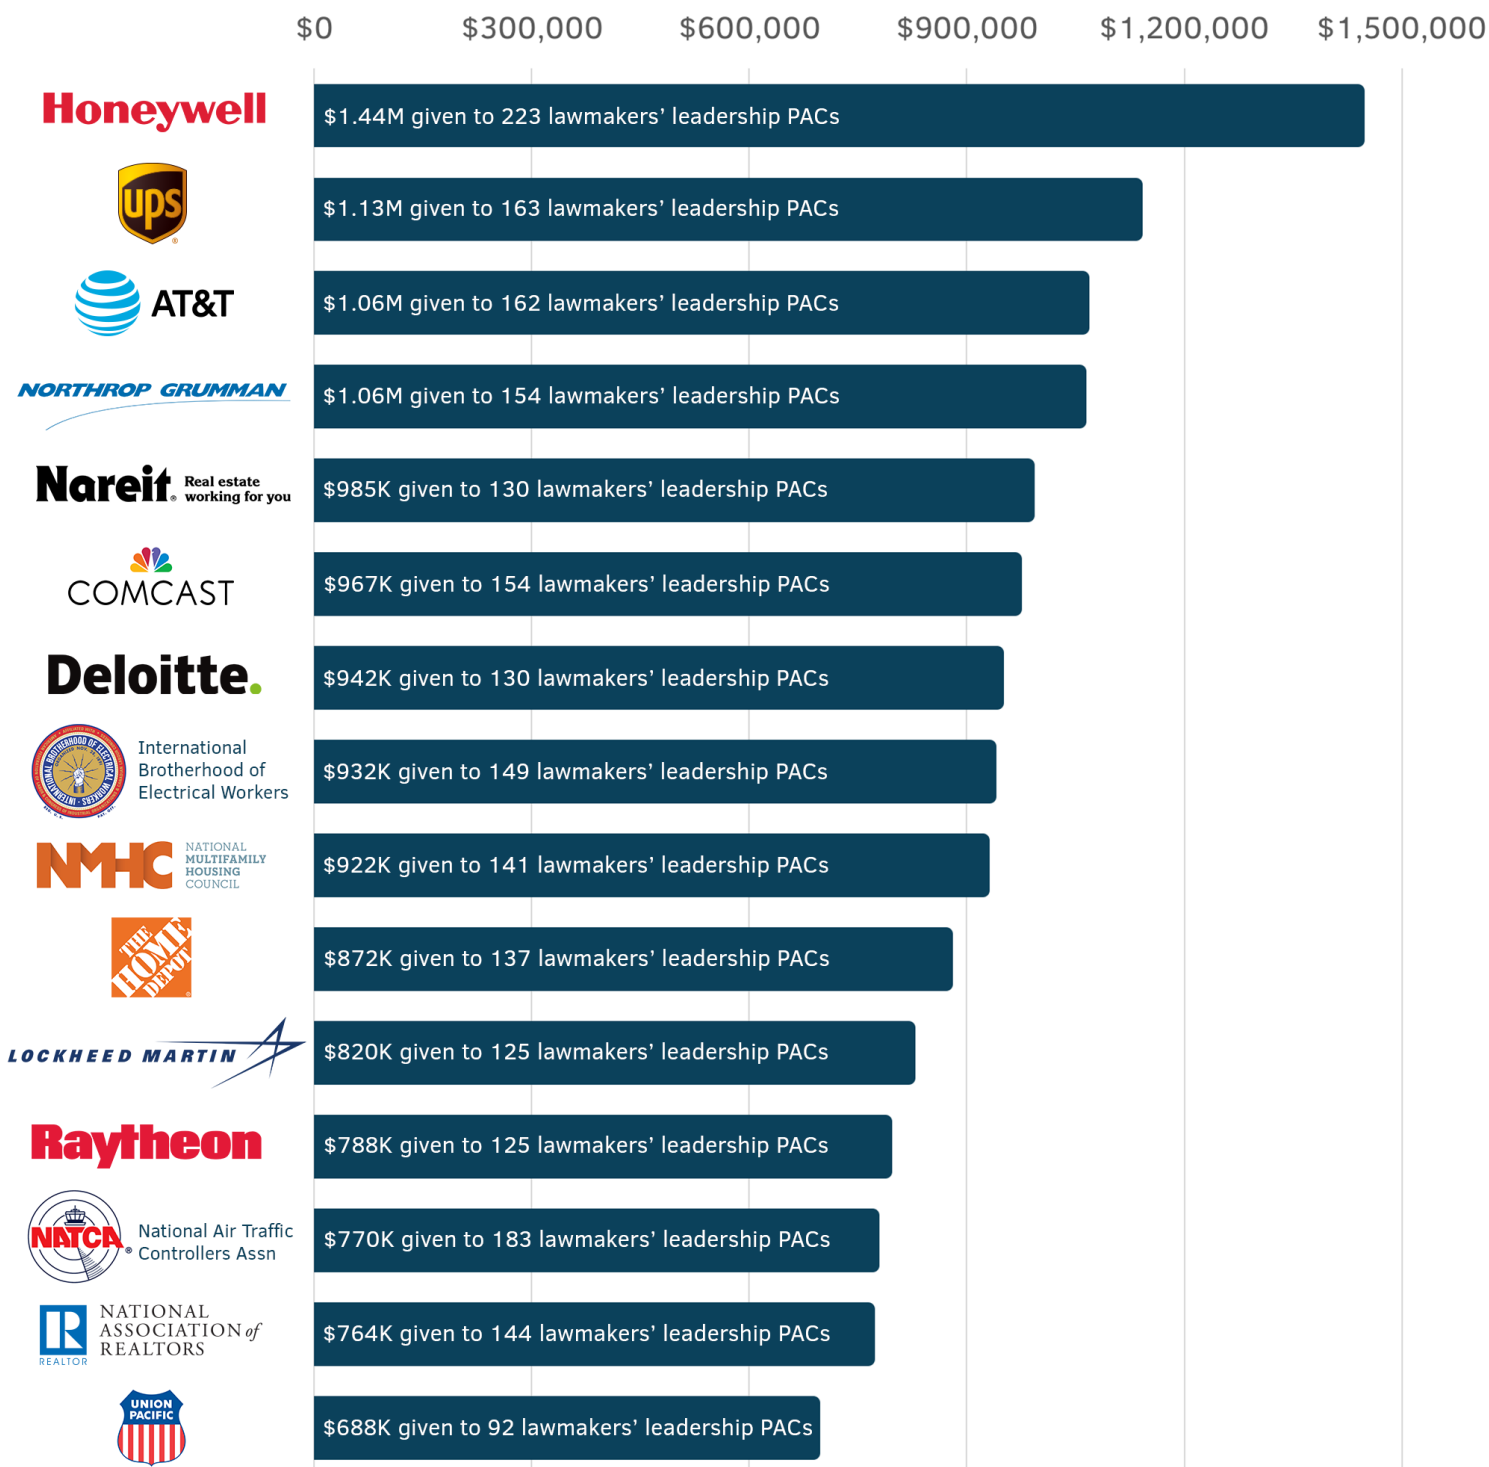 $0 $300,000 $600,000 $900,000 $1,200,000 $1,500,000
Honeywell
$1.44M given to 223 lawmakers’ leadership PACs
ups
®
$1.13M given to 163 lawmakers’ leadership PACs
AT&T
$1.06M given to 162 lawmakers’ leadership PACs
NORTHROP GRUMMAN
$1.06M given to 154 lawmakers’ leadership PACs
Nareit®
Real estate
working for you
$985K given to 130 lawmakers’ leadership PACs
COMCAST
$967K given to 154 lawmakers’ leadership PACs
Deloitte.
$942K given to 130 lawmakers’ leadership PACs
INTERNATIONAL BROTHERHOOD OF ELECTRICAL WORKERS
International
Brotherhood of
Electrical Workers
$932K given to 149 lawmakers’ leadership PACs
NMHC
NATIONAL
MULTIFAMILY
HOUSING
COUNCIL
$922K given to 141 lawmakers’ leadership PACs
THE
HOME
DEPOT
$872K given to 137 lawmakers’ leadership PACs
LOCKHEED MARTIN
$820K given to 125 lawmakers’ leadership PACs
Raytheon
$788K given to 125 lawmakers’ leadership PACs
NATCA®
National Air Traffic
Controllers Assn
$770K given to 183 lawmakers’ leadership PACs
R
REALTOR
NATIONAL
ASSOCIATION of
REALTORS
$764K given to 144 lawmakers’ leadership PACs
UNION
PACIFIC
$688K given to 92 lawmakers’ leadership PACs